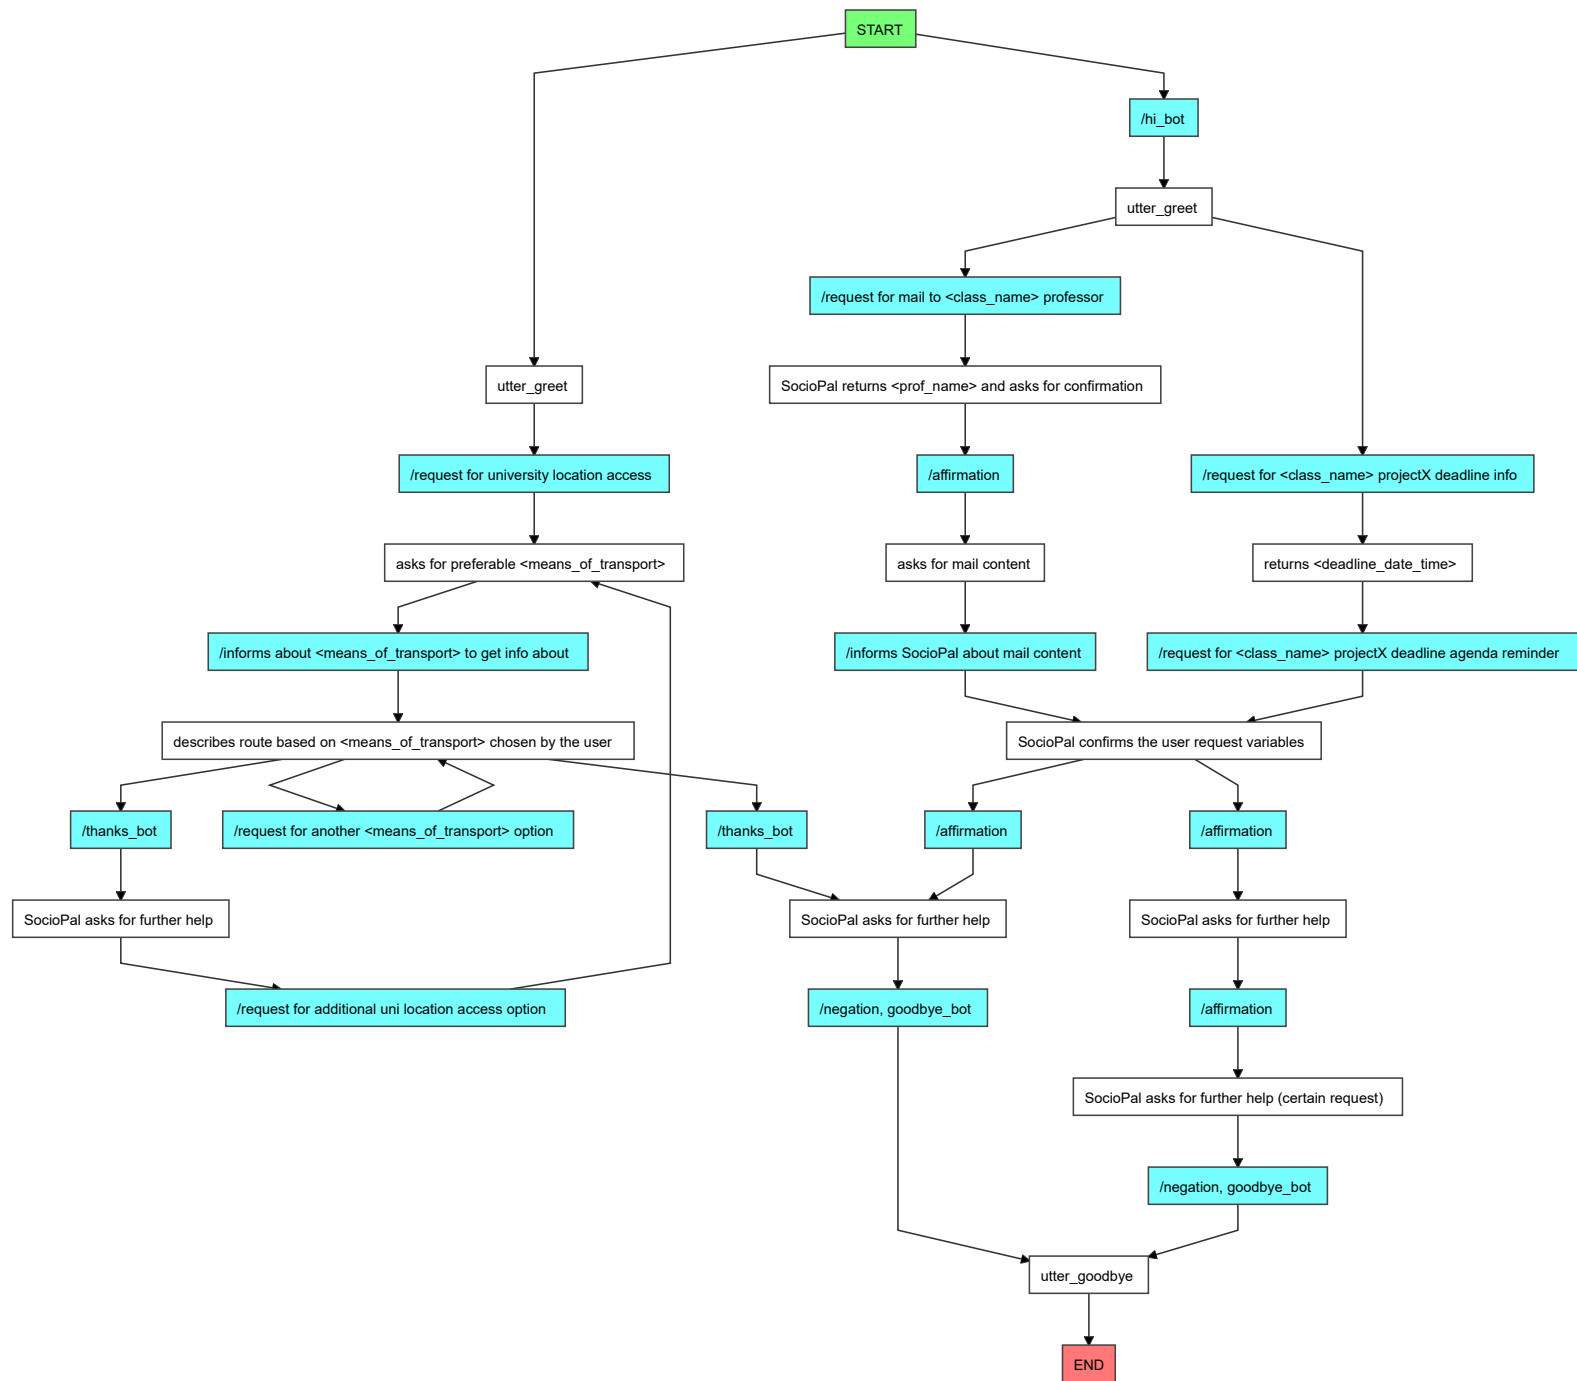 START
/hi_bot
utter_greet
/request for mail to <class_name> professor
utter_greet
SocioPal returns <prof_name> and asks for confirmation
/request for university location access
/affirmation
/request for <class_name> projectX deadline info
asks for preferable <means_of_transport>
asks for mail content
returns <deadline_date_time>
/informs about <means_of_transport> to get info about
/informs SocioPal about mail content
/request for <class_name> projectX deadline agenda reminder
describes route based on <means_of_transport> chosen by the user
SocioPal confirms the user request variables
/thanks_bot
/request for another <means_of_transport> option
/thanks_bot
/affirmation
/affirmation
SocioPal asks for further help
SocioPal asks for further help
SocioPal asks for further help
/request for additional uni location access option
/negation, goodbye_bot
/affirmation
SocioPal asks for further help (certain request)
/negation, goodbye_bot
utter_goodbye
END